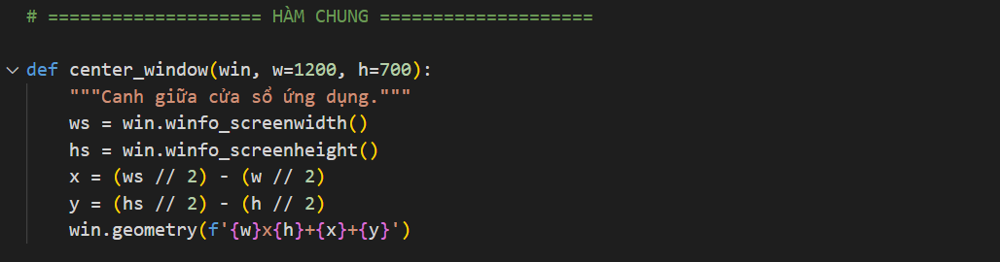 # ==================== HÀM CHUNG ====================
def center_window(win, w=1200, h=700):
"""Canh giữa cửa sổ ứng dụng."""
ws = win.winfo_screenwidth()
hs = win.winfo_screenheight()
x = (ws // 2) - (w // 2)
y = (hs // 2) - (h // 2)
win.geometry(f'{w}x{h}+{x}+{y}')